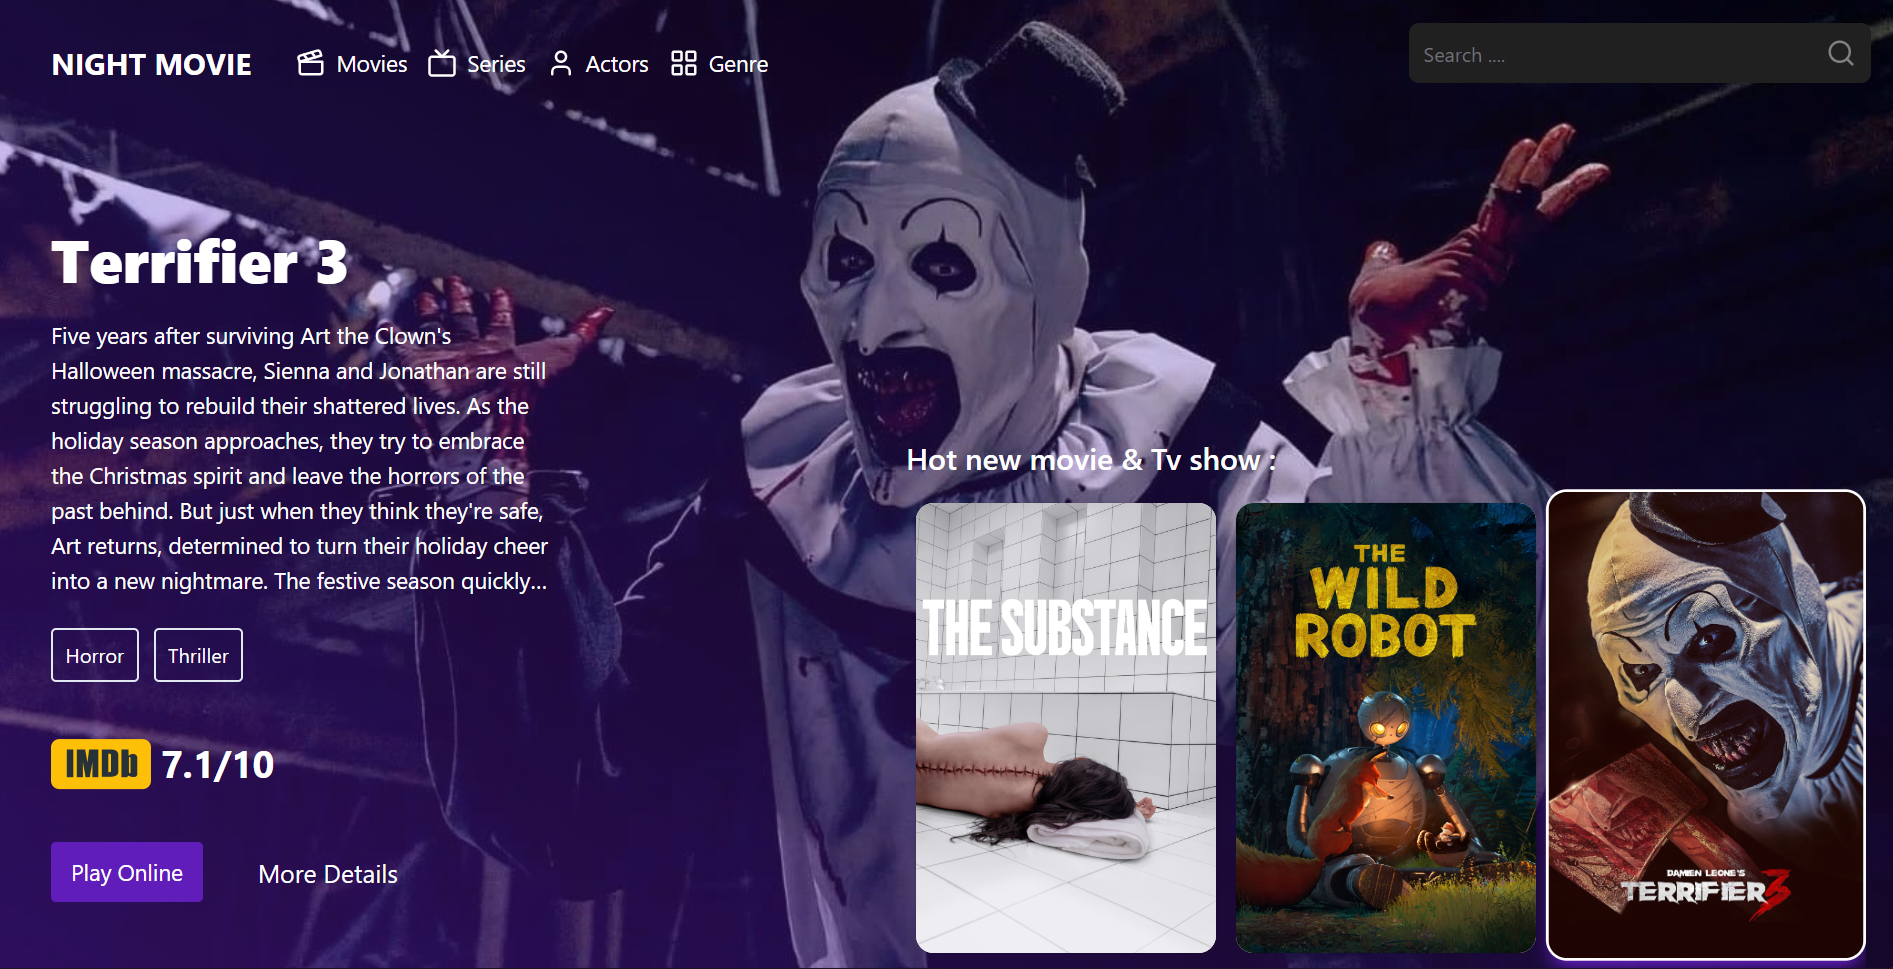 NIGHT MOVIE
Movies
Series
Actors
Genre
Search ....
Terrifier 3
Five years after surviving Art the Clown's
Halloween massacre, Sienna and Jonathan are still
struggling to rebuild their shattered lives. As the
holiday season approaches, they try to embrace
the Christmas spirit and leave the horrors of the
past behind. But just when they think they're safe,
Art returns, determined to turn their holiday cheer
into a new nightmare. The festive season quickly...
Horror
Thriller
IMDb 7.1/10
Play Online
More Details
Hot new movie & Tv show :
THE SUBSTANCE
THE
WILD
ROBOT
DAMIEN LEONE'S
TERRIFIER 3